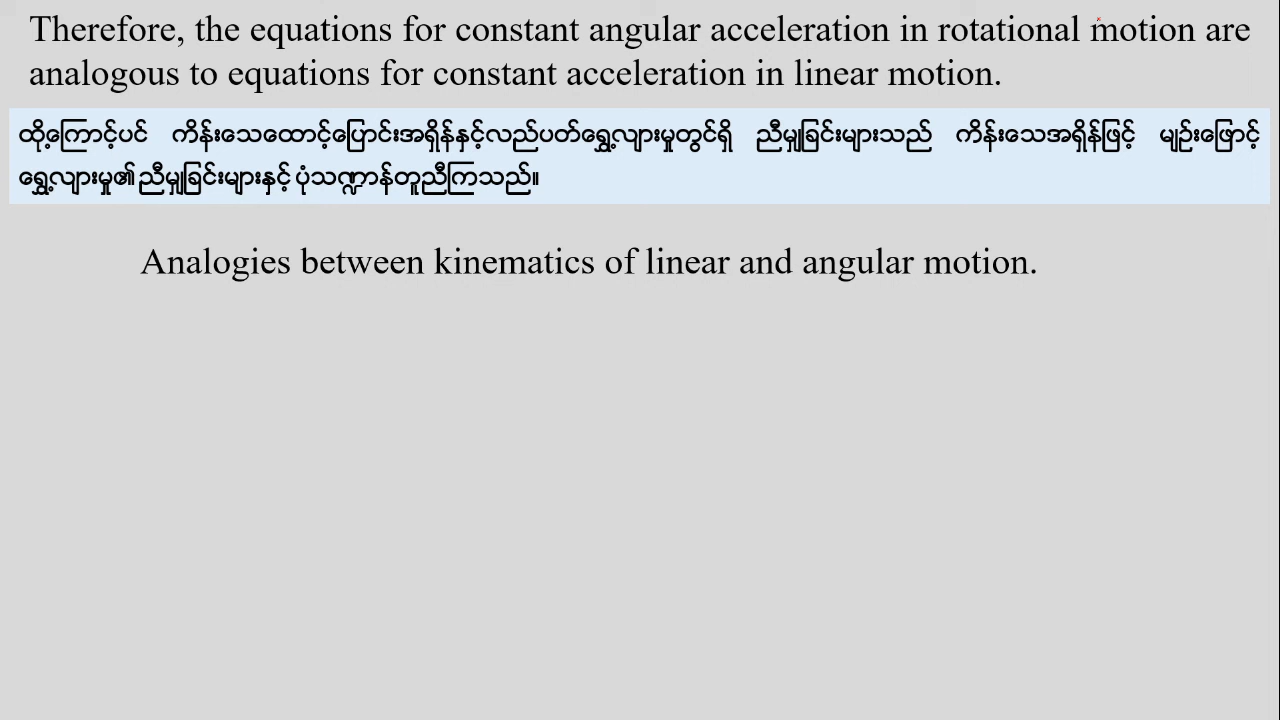 Therefore, the equations for constant angular acceleration in rotational motion are
analogous to equations for constant acceleration in linear motion.
ထို့ကြောင့်ပင် ကိန်းသေထောင့်ပြောင်းအရှိန်နှင့်လည်ပတ်ရွှေ့လျားမှုတွင်ရှိ ညီမျှခြင်းများသည် ကိန်းသေအရှိန်ဖြင့် မျဉ်းဖြောင့်
ရွှေ့လျားမှု၏ ညီမျှခြင်းများနှင့် ပုံသဏ္ဍာန်တူညီကြသည်။
Analogies between kinematics of linear and angular motion.